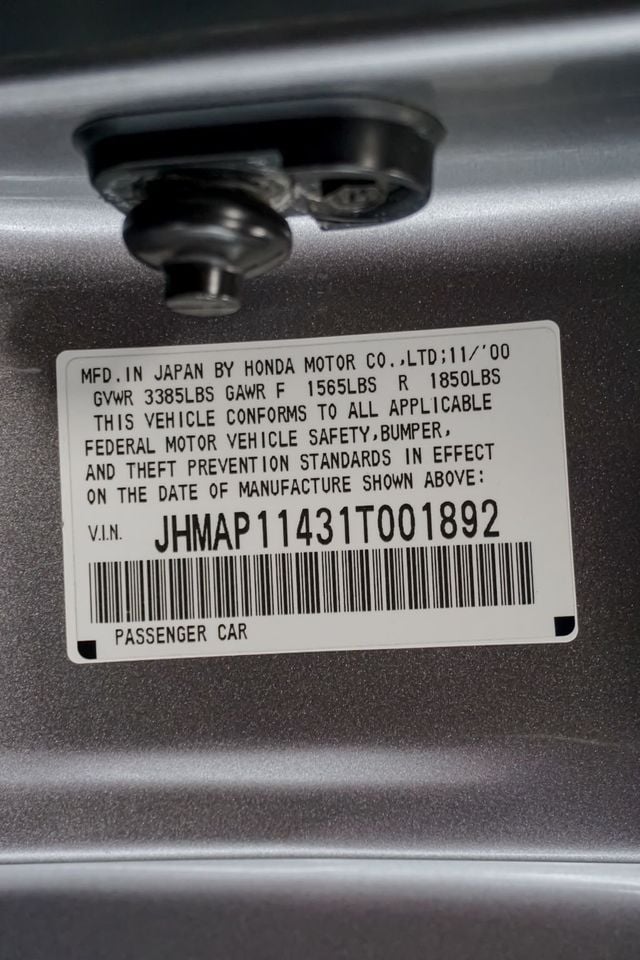 MFD.IN JAPAN BY HONDA MOTOR CO.,LTD;11/'00
GVWR 3385LBS GAWR F 1565LBS R 1850LBS
THIS VEHICLE CONFORMS TO ALL APPLICABLE
FEDERAL MOTOR VEHICLE SAFETY,BUMPER,
AND THEFT PREVENTION STANDARDS IN EFFECT
ON THE DATE OF MANUFACTURE SHOWN ABOVE:
V.I.N. JHMAP11431T001892
PASSENGER CAR